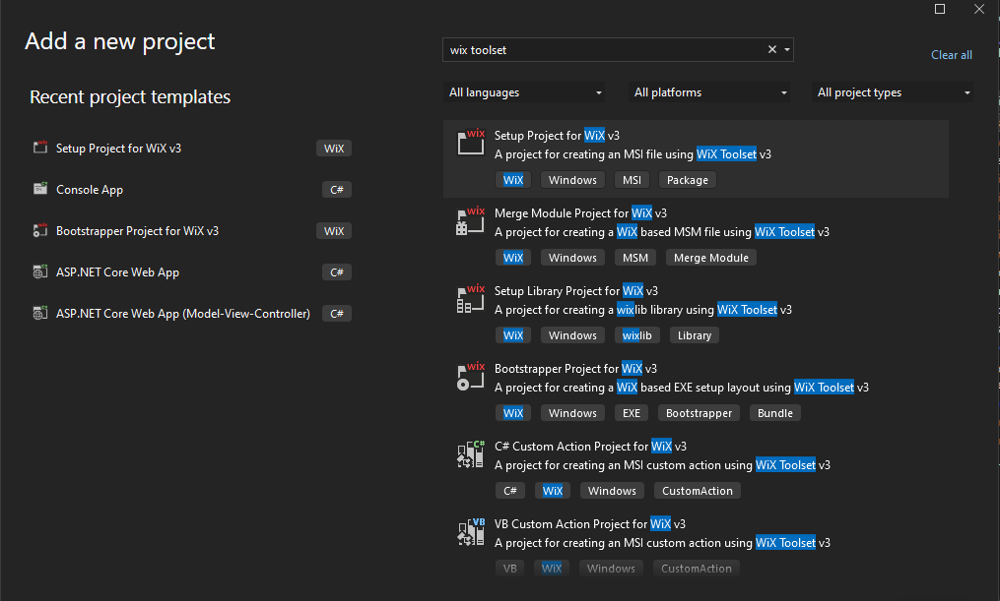 Add a new project
wix toolset
Clear all
Recent project templates
Setup Project for WiX v3 WiX
Console App C#
Bootstrapper Project for WiX v3 WiX
ASP.NET Core Web App C#
ASP.NET Core Web App (Model-View-Controller) C#
All languages All platforms All project types
wix
Setup Project for WiX v3
A project for creating an MSI file using WiX Toolset v3
WiX Windows MSI Package
wix
Merge Module Project for WiX v3
A project for creating a WiX based MSM file using WiX Toolset v3
WiX Windows MSM Merge Module
wix
Setup Library Project for WiX v3
A project for creating a wixlib library using WiX Toolset v3
WiX Windows wixlib Library
wix
Bootstrapper Project for WiX v3
A project for creating a WiX based EXE setup layout using WiX Toolset v3
WiX Windows EXE Bootstrapper Bundle
C#
C# Custom Action Project for WiX v3
A project for creating an MSI custom action using WiX Toolset v3
C# WiX Windows CustomAction
VB
VB Custom Action Project for WiX v3
A project for creating an MSI custom action using WiX Toolset v3
VB WiX Windows CustomAction